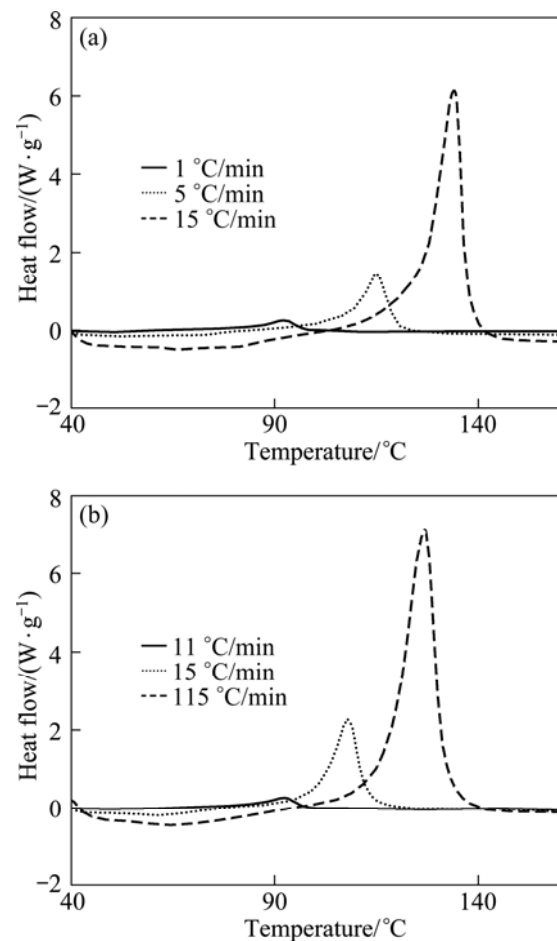 (a)
8
6
4
2
0
−2
Heat flow/(W·g⁻¹)
1 °C/min
5 °C/min
15 °C/min
40
90
140
Temperature/°C
(b)
8
6
4
2
0
−2
Heat flow/(W·g⁻¹)
11 °C/min
15 °C/min
115 °C/min
40
90
140
Temperature/°C